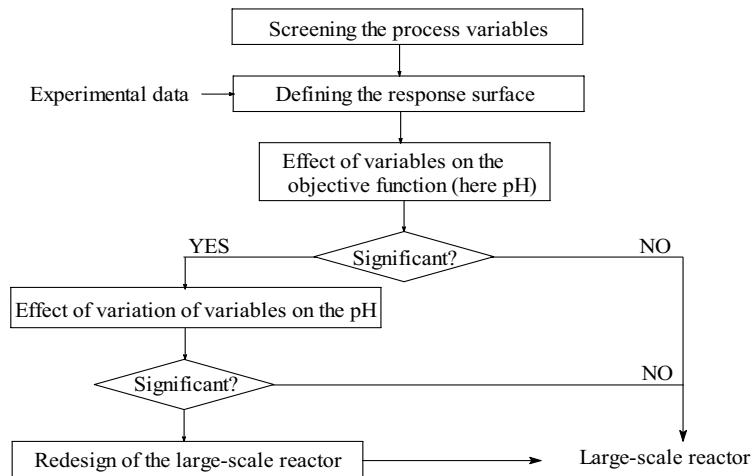 Screening the process variables
Experimental data
Defining the response surface
Effect of variables on the
objective function (here pH)
YES
Significant?
NO
Effect of variation of variables on the pH
Significant?
NO
Redesign of the large-scale reactor
Large-scale reactor